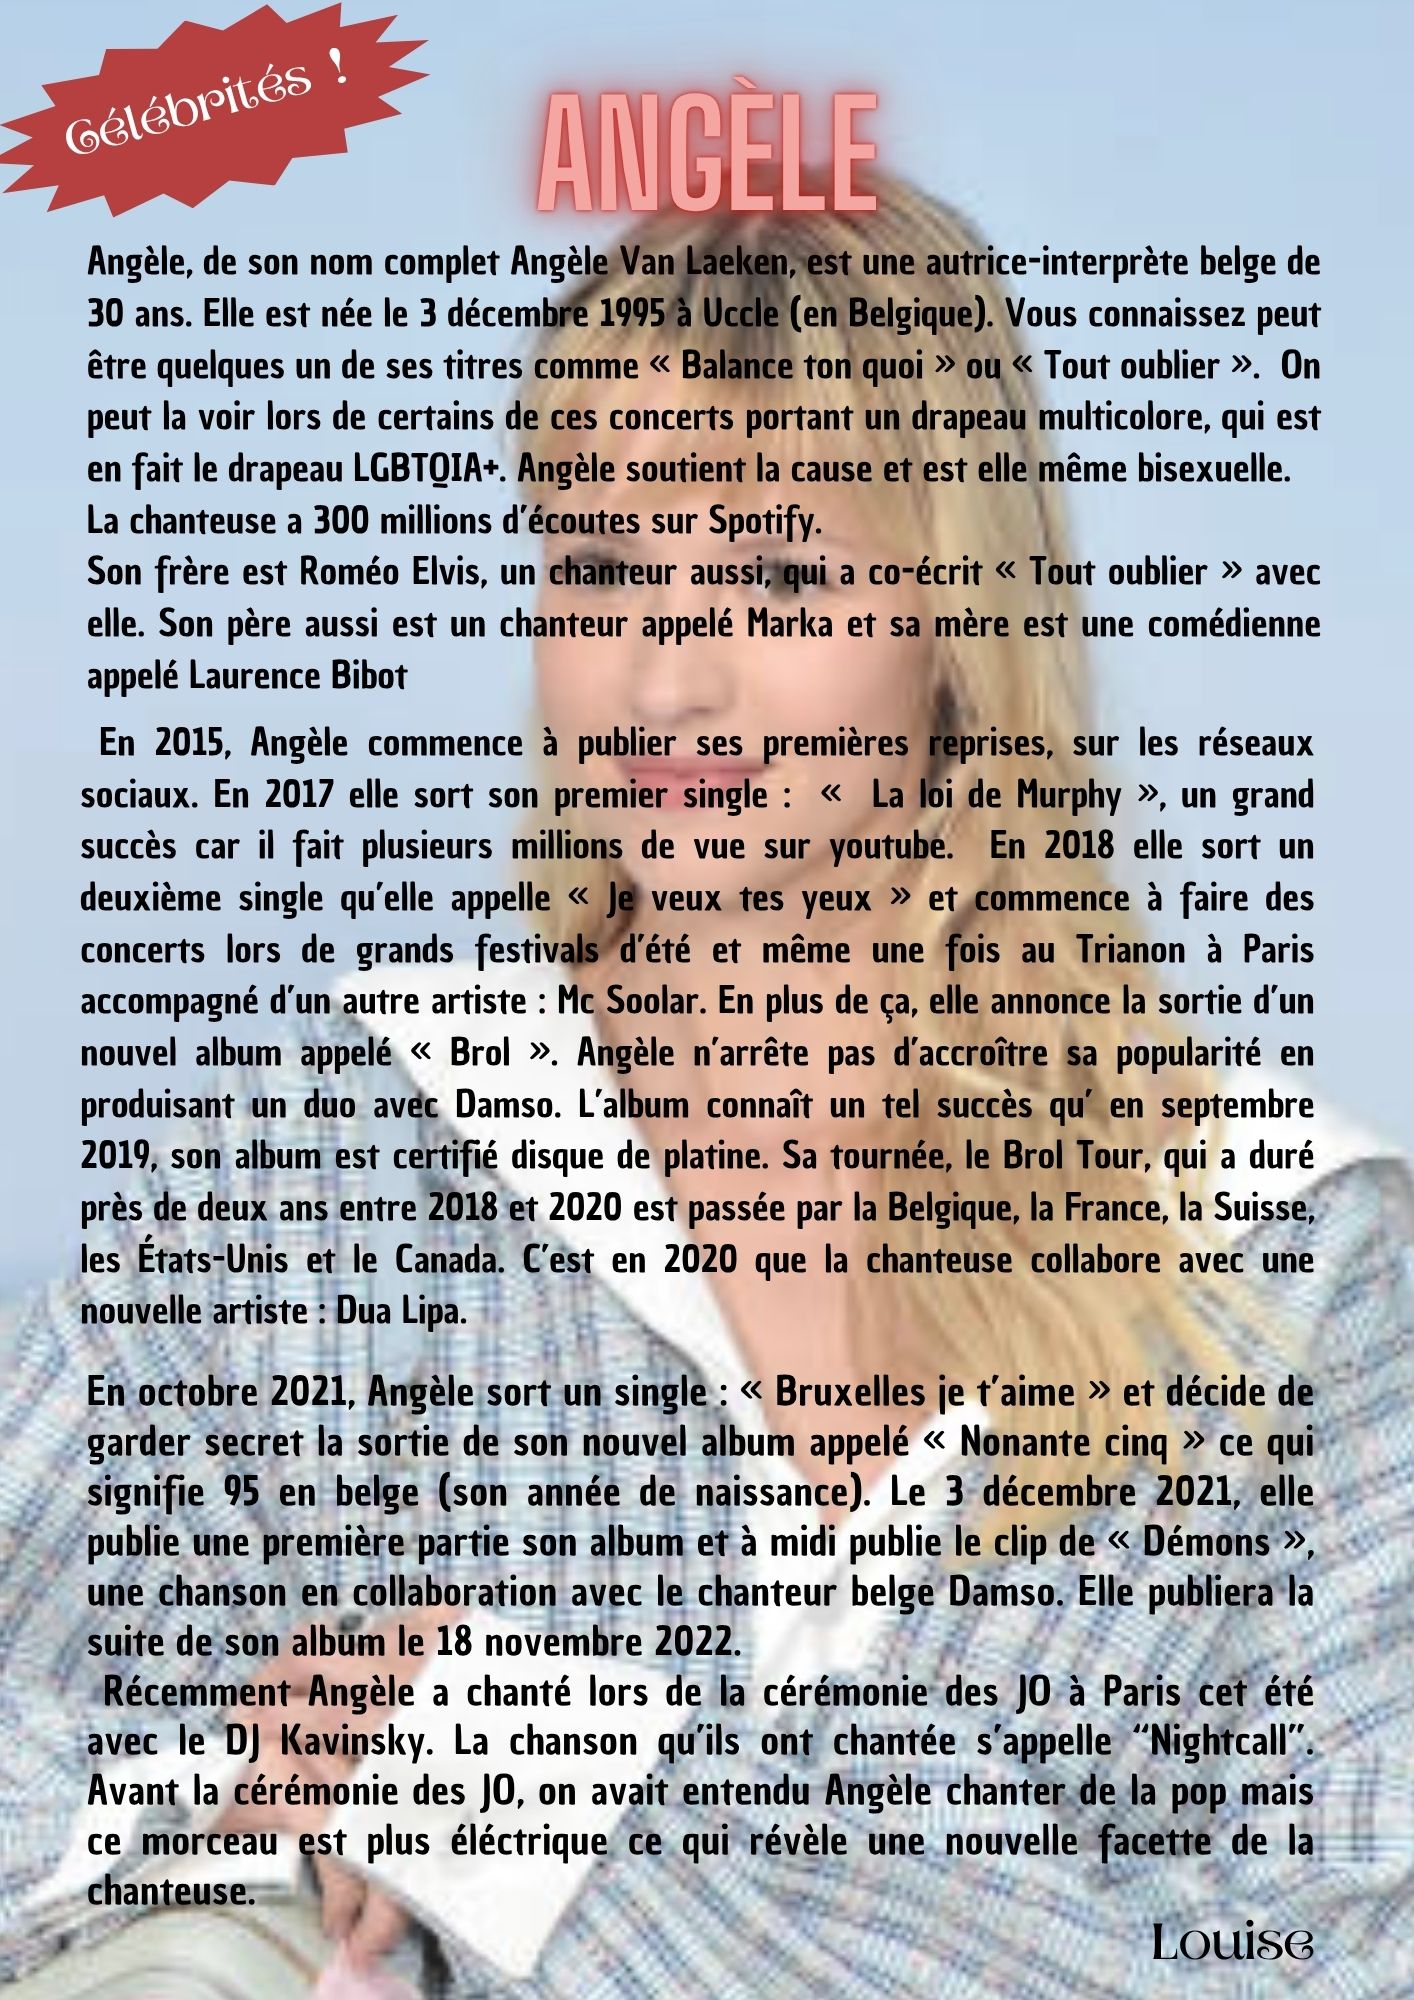 Célébrités !
ANGÈLE
Angèle, de son nom complet Angèle Van Laeken, est une autrice-interprète belge de
30 ans. Elle est née le 3 décembre 1995 à Uccle (en Belgique). Vous connaissez peut
être quelques un de ses titres comme « Balance ton quoi » ou « Tout oublier ». On
peut la voir lors de certains de ces concerts portant un drapeau multicolore, qui est
en fait le drapeau LGBTQIA+. Angèle soutient la cause et est elle même bisexuelle.
La chanteuse a 300 millions d'écoutes sur Spotify.
Son frère est Roméo Elvis, un chanteur aussi, qui a co-écrit « Tout oublier » avec
elle. Son père aussi est un chanteur appelé Marka et sa mère est une comédienne
appelé Laurence Bibot
En 2015, Angèle commence à publier ses premières reprises, sur les réseaux
sociaux. En 2017 elle sort son premier single : « La loi de Murphy », un grand
succès car il fait plusieurs millions de vue sur youtube. En 2018 elle sort un
deuxième single qu'elle appelle « Je veux tes yeux » et commence à faire des
concerts lors de grands festivals d'été et même une fois au Trianon à Paris
accompagné d'un autre artiste : Mc Soolar. En plus de ça, elle annonce la sortie d'un
nouvel album appelé « Brol ». Angèle n'arrête pas d'accroître sa popularité en
produisant un duo avec Damso. L'album connaît un tel succès qu' en septembre
2019, son album est certifié disque de platine. Sa tournée, le Brol Tour, qui a duré
près de deux ans entre 2018 et 2020 est passée par la Belgique, la France, la Suisse,
les États-Unis et le Canada. C'est en 2020 que la chanteuse collabore avec une
nouvelle artiste : Dua Lipa.
En octobre 2021, Angèle sort un single : « Bruxelles je t'aime » et décide de
garder secret la sortie de son nouvel album appelé « Nonante cinq » ce qui
signifie 95 en belge (son année de naissance). Le 3 décembre 2021, elle
publie une première partie son album et à midi publie le clip de « Démons »,
une chanson en collaboration avec le chanteur belge Damso. Elle publiera la
suite de son album le 18 novembre 2022.
Récemment Angèle a chanté lors de la cérémonie des JO à Paris cet été
avec le DJ Kavinsky. La chanson qu'ils ont chantée s'appelle “Nightcall”.
Avant la cérémonie des JO, on avait entendu Angèle chanter de la pop mais
ce morceau est plus éléctrique ce qui révèle une nouvelle facette de la
chanteuse.
Louise